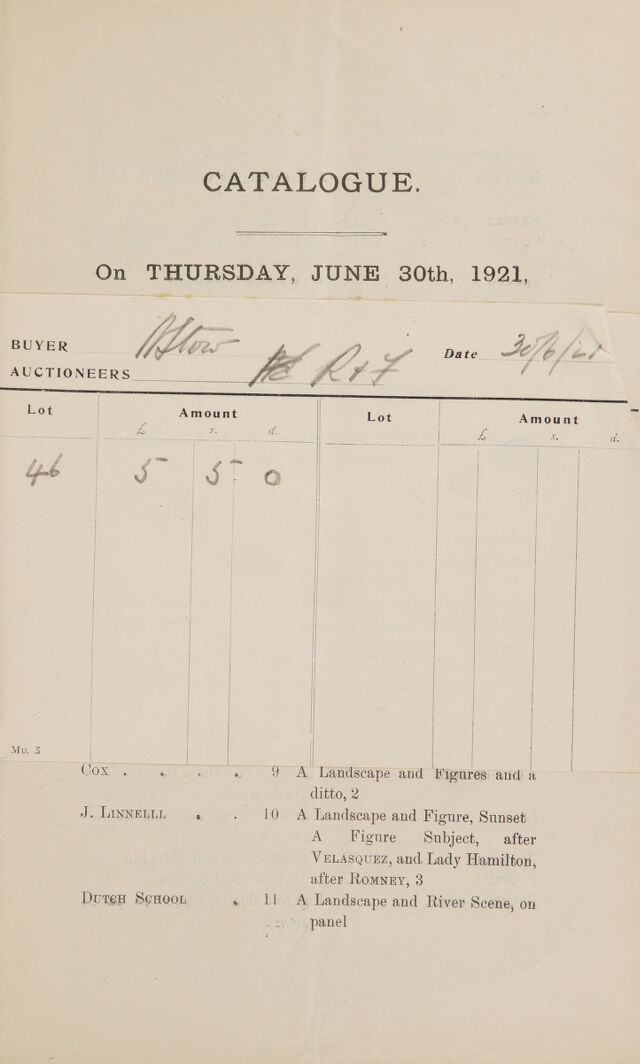 CATALOGUE.
On THURSDAY, JUNE 30th, 1921,
BUYER Date 30/6/21
AUCTIONEERS R & F
Lot Amount Lot Amount
£ s. d. £ s. d.
46 5 5 0
Mu. 3
Cox . . . . 9 A Landscape and Figures and a
ditto, 2
J. LINNELLL . . 10 A Landscape and Figure, Sunset
A Figure Subject, after
VELASQUEZ, and Lady Hamilton,
after ROMNEY, 3
DUTCH SCHOOL . 11 A Landscape and River Scene, on
panel